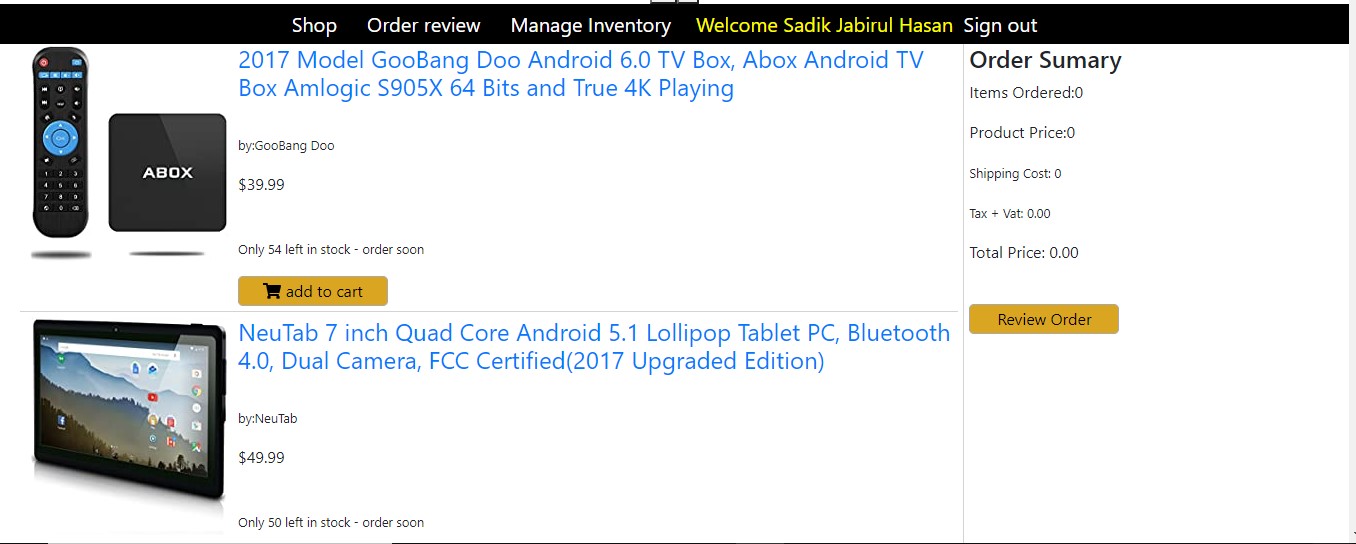 Shop Order review Manage Inventory Welcome Sadik Jabirul Hasan Sign out
2017 Model GooBang Doo Android 6.0 TV Box, Abox Android TV
Box Amlogic S905X 64 Bits and True 4K Playing
ABOX
by:GooBang Doo
$39.99
Only 54 left in stock - order soon
add to cart
NeuTab 7 inch Quad Core Android 5.1 Lollipop Tablet PC, Bluetooth
4.0, Dual Camera, FCC Certified(2017 Upgraded Edition)
by:NeuTab
$49.99
Only 50 left in stock - order soon
Order Sumary
Items Ordered:0
Product Price:0
Shipping Cost: 0
Tax + Vat: 0.00
Total Price: 0.00
Review Order